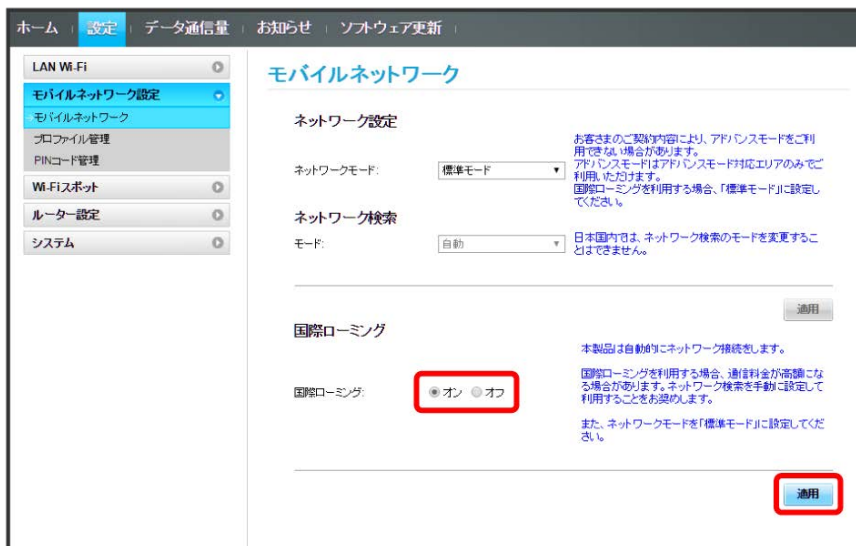 ホーム 設定 データ通信量 お知らせ ソフトウェア更新
LAN Wi-Fi
モバイルネットワーク設定
モバイルネットワーク
プロファイル管理
PINコード管理
Wi-Fiスポット
ルーター設定
システム
モバイルネットワーク
ネットワーク設定
ネットワークモード:
標準モード
お客さまのご契約内容により、アドバンスモードをご利
用できない場合があります。
アドバンスモードはアドバンスモード対応エリアのみでご
利用いただけます。
国際ローミングを利用する場合、「標準モード」に設定し
てください。
ネットワーク検索
モード:
自動
日本国内では、ネットワーク検索のモードを変更するこ
とはできません。
適用
国際ローミング
本製品は自動的にネットワーク接続をします。
国際ローミング:
オン オフ
国際ローミングを利用する場合、通信料金が高額にな
る場合があります。ネットワーク検索を手動に設定して
利用することをお奨めします。
また、ネットワークモードを「標準モード」に設定してくだ
さい。
適用